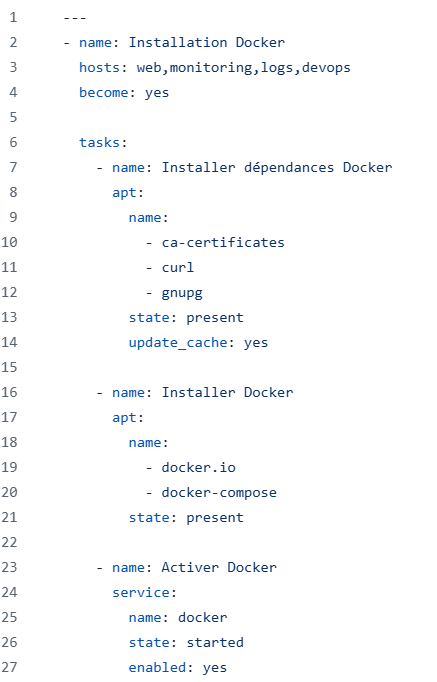 1 ---
2 - name: Installation Docker
3   hosts: web,monitoring,logs,devops
4   become: yes
5
6   tasks:
7     - name: Installer dépendances Docker
8       apt:
9         name:
10           - ca-certificates
11           - curl
12           - gnupg
13         state: present
14         update_cache: yes
15
16     - name: Installer Docker
17       apt:
18         name:
19           - docker.io
20           - docker-compose
21         state: present
22
23     - name: Activer Docker
24       service:
25         name: docker
26         state: started
27         enabled: yes